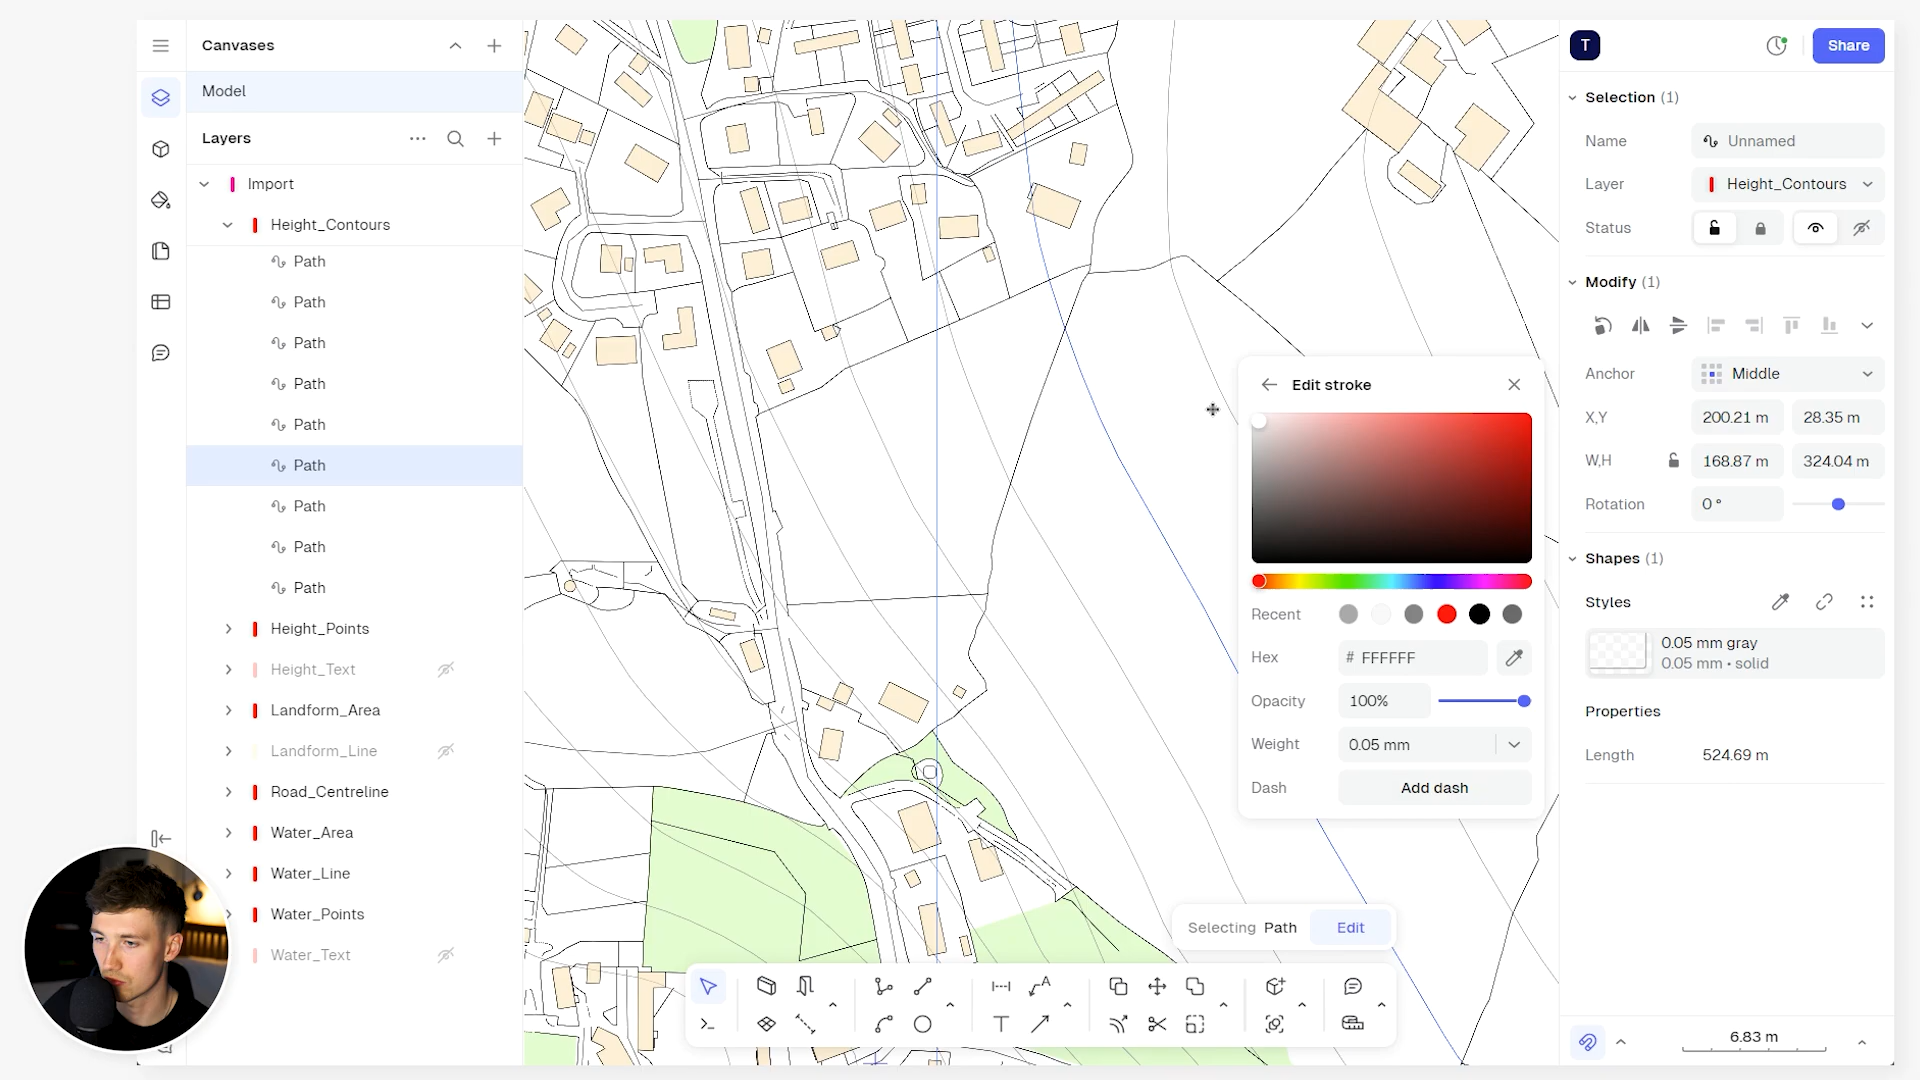 Canvases
Model
Layers
Import
Height_Contours
Path
Path
Path
Path
Path
Path
Path
Path
Path
Height_Points
Height_Text
Landform_Area
Landform_Line
Road_Centreline
Water_Area
Water_Line
Water_Points
Water_Text
Edit stroke
Recent
Hex # FFFFFF
Opacity 100%
Weight 0.05 mm
Dash Add dash
Selecting Path Edit
T Share
Selection (1)
Name Unnamed
Layer Height_Contours
Status
Modify (1)
Anchor Middle
X,Y 200.21 m 28.35 m
W,H 168.87 m 324.04 m
Rotation 0 °
Shapes (1)
Styles
0.05 mm gray
0.05 mm • solid
Properties
Length 524.69 m
6.83 m